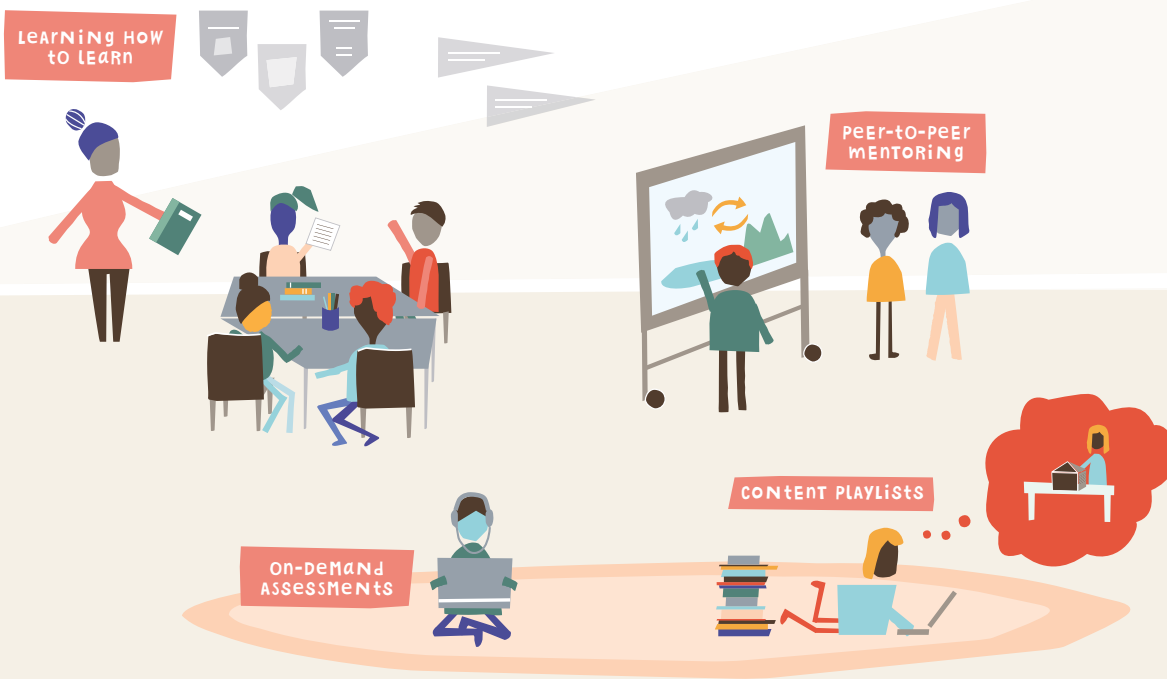 LEARNING HOW
TO LEARN
PEER-TO-PEER
MENTORING
CONTENT PLAYLISTS
ON-DEMAND
ASSESSMENTS